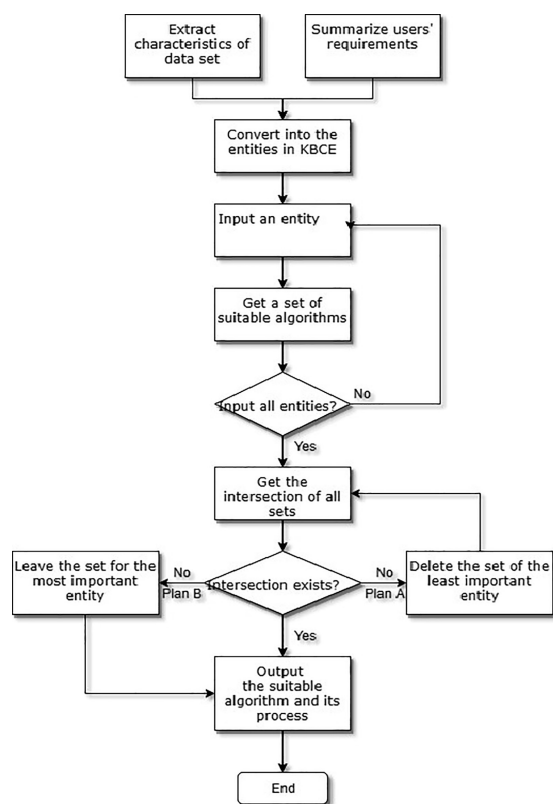 Extract
characteristics of
data set
Summarize users'
requirements
Convert into the
entities in KBCE
Input an entity
Get a set of
suitable algorithms
Input all entities?
No
Yes
Get the
intersection of all
sets
Leave the set for the
most important
entity
No
Plan B
Intersection exists?
No
Plan A
Delete the set of the
least important
entity
Yes
Output
the suitable
algorithm and its
process
End